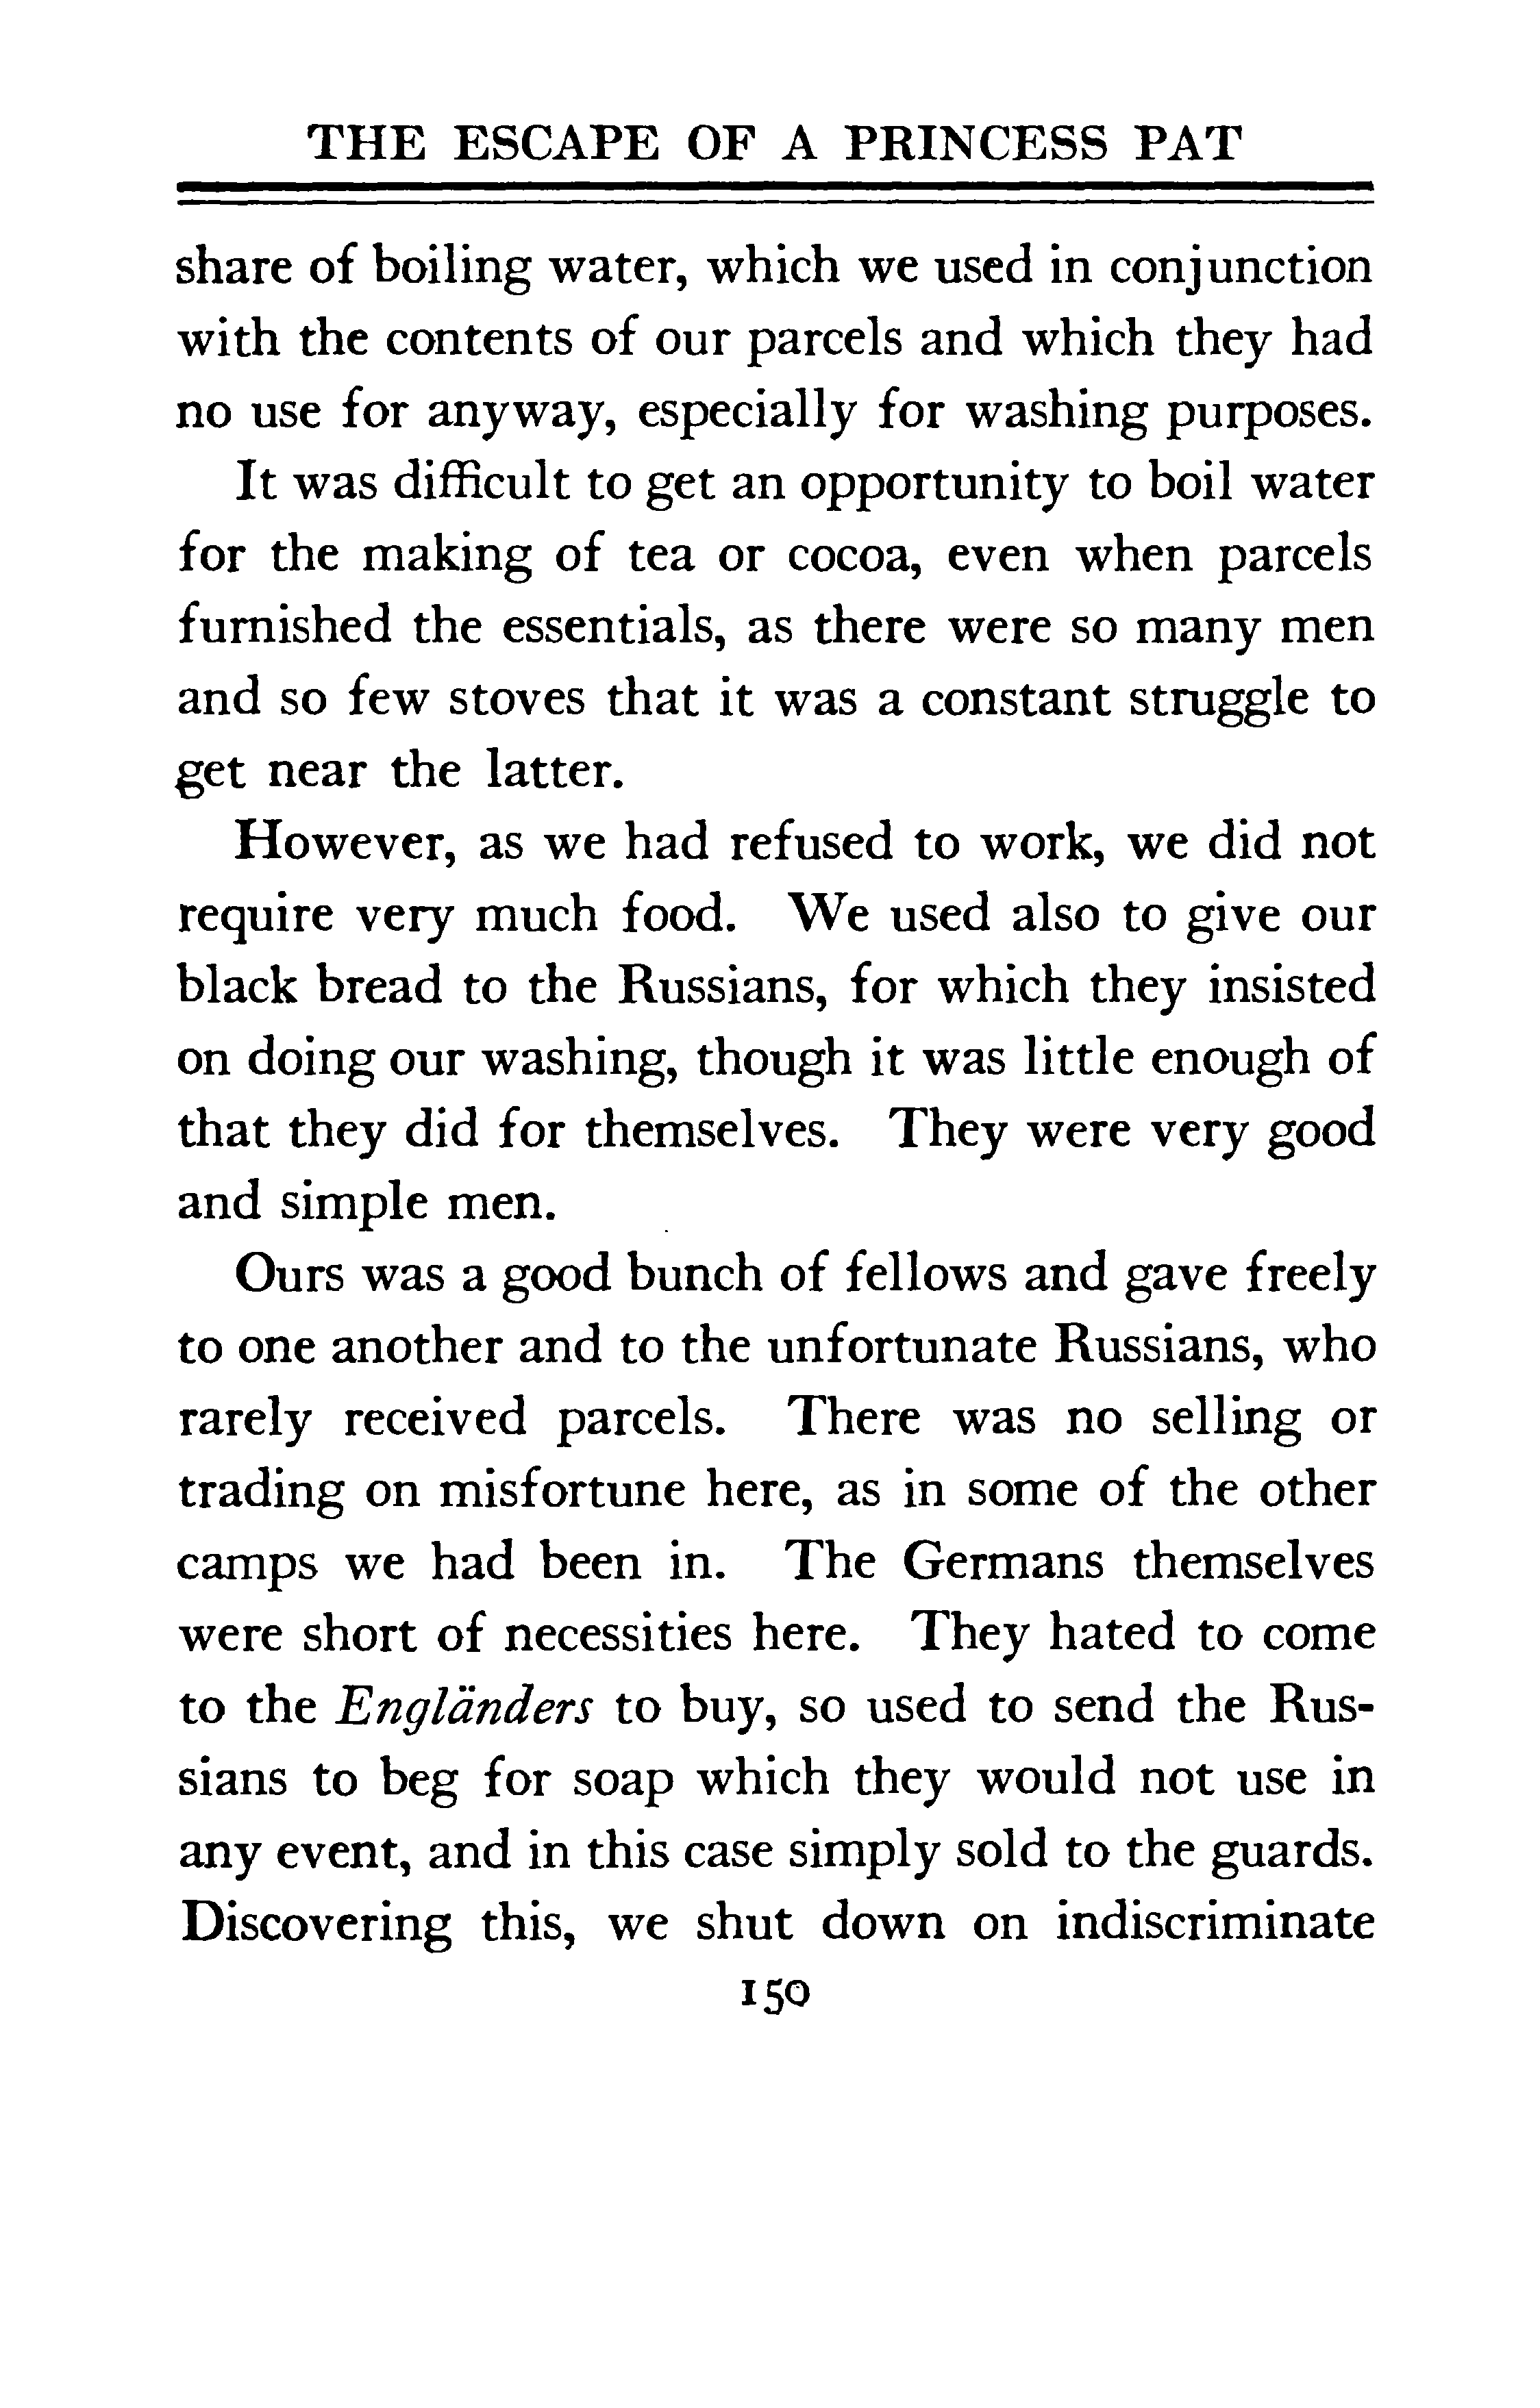 THE ESCAPE OF A PRINCESS PAT
share of boiling water, which we used in conjunction
with the contents of our parcels and which they had
no use for anyway, especially for washing purposes.
It was difficult to get an opportunity to boil water
for the making of tea or cocoa, even when parcels
furnished the essentials, as there were so many men
and so few stoves that it was a constant struggle to
get near the latter.
However, as we had refused to work, we did not
require very much food. We used also to give our
black bread to the Russians, for which they insisted
on doing our washing, though it was little enough of
that they did for themselves. They were very good
and simple men.
Ours was a good bunch of fellows and gave freely
to one another and to the unfortunate Russians, who
rarely received parcels. There was no selling or
trading on misfortune here, as in some of the other
camps we had been in. The Germans themselves
were short of necessities here. They hated to come
to the Engländers to buy, so used to send the Rus-
sians to beg for soap which they would not use in
any event, and in this case simply sold to the guards.
Discovering this, we shut down on indiscriminate
150